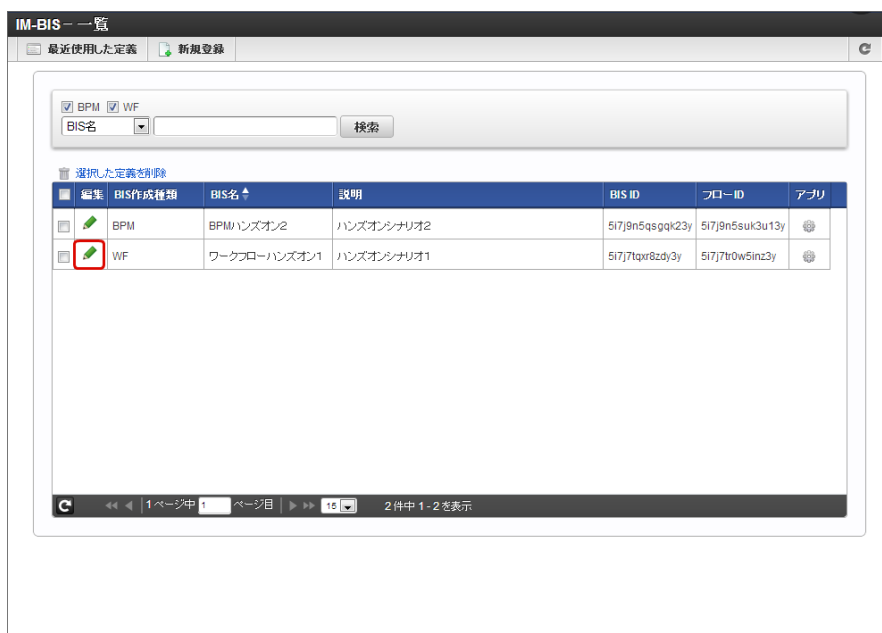 IM-BIS－一覧
最近使用した定義 新規登録
BPM WF
BIS名 検索
選択した定義を削除
編集 BIS作成種類 BIS名 説明 BIS ID フローID アプリ
BPM BPMハンズオン2 ハンズオンシナリオ2 5i7j9n5qsgqk23y 5i7j9n5suk3u13y
WF ワークフローハンズオン1 ハンズオンシナリオ1 5i7j7tqxr8zdy3y 5i7j7tr0w5inz3y
1 ページ中 1 ページ目 15 2 件中 1 - 2 を表示